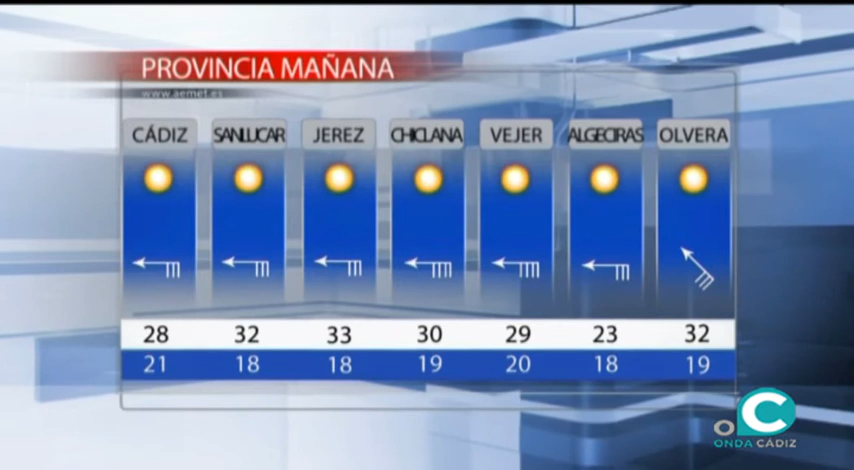 PROVINCIA MAÑANA
www.aemet.es
CÁDIZ SANLUCAR JEREZ CHICLANA VEJER ALGECIRAS OLVERA
28 32 33 30 29 23 32
21 18 18 19 20 18 19
OC
ONDA CÁDIZ